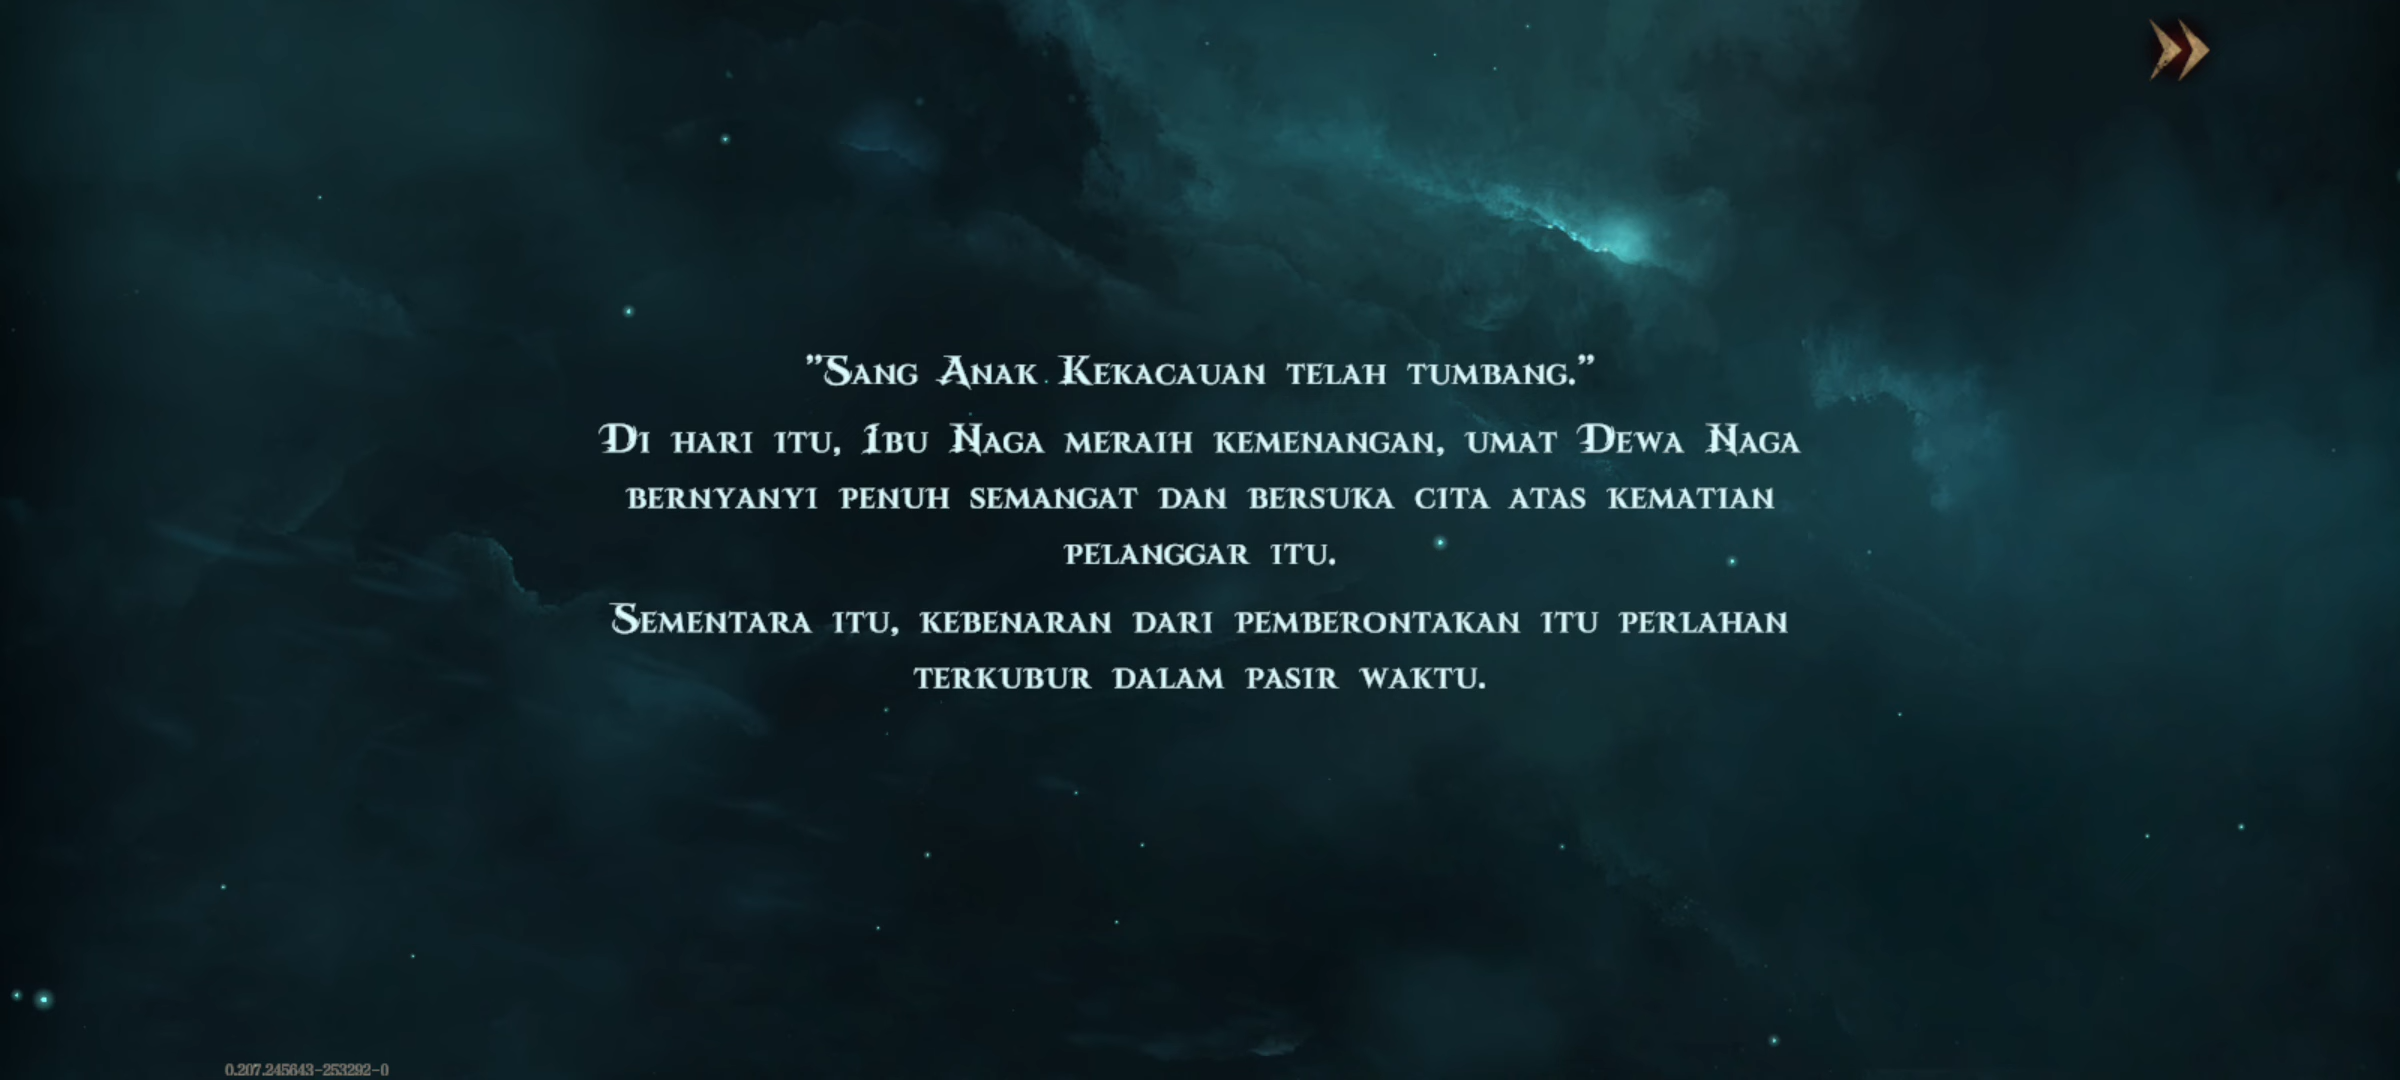 "Sang Anak Kekacauan telah tumbang."
Di hari itu, Ibu Naga meraih kemenangan, umat Dewa Naga
bernyanyi penuh semangat dan bersuka cita atas kematian
pelanggar itu.
Sementara itu, kebenaran dari pemberontakan itu perlahan
terkubur dalam pasir waktu.
0.207.245643-253292-0